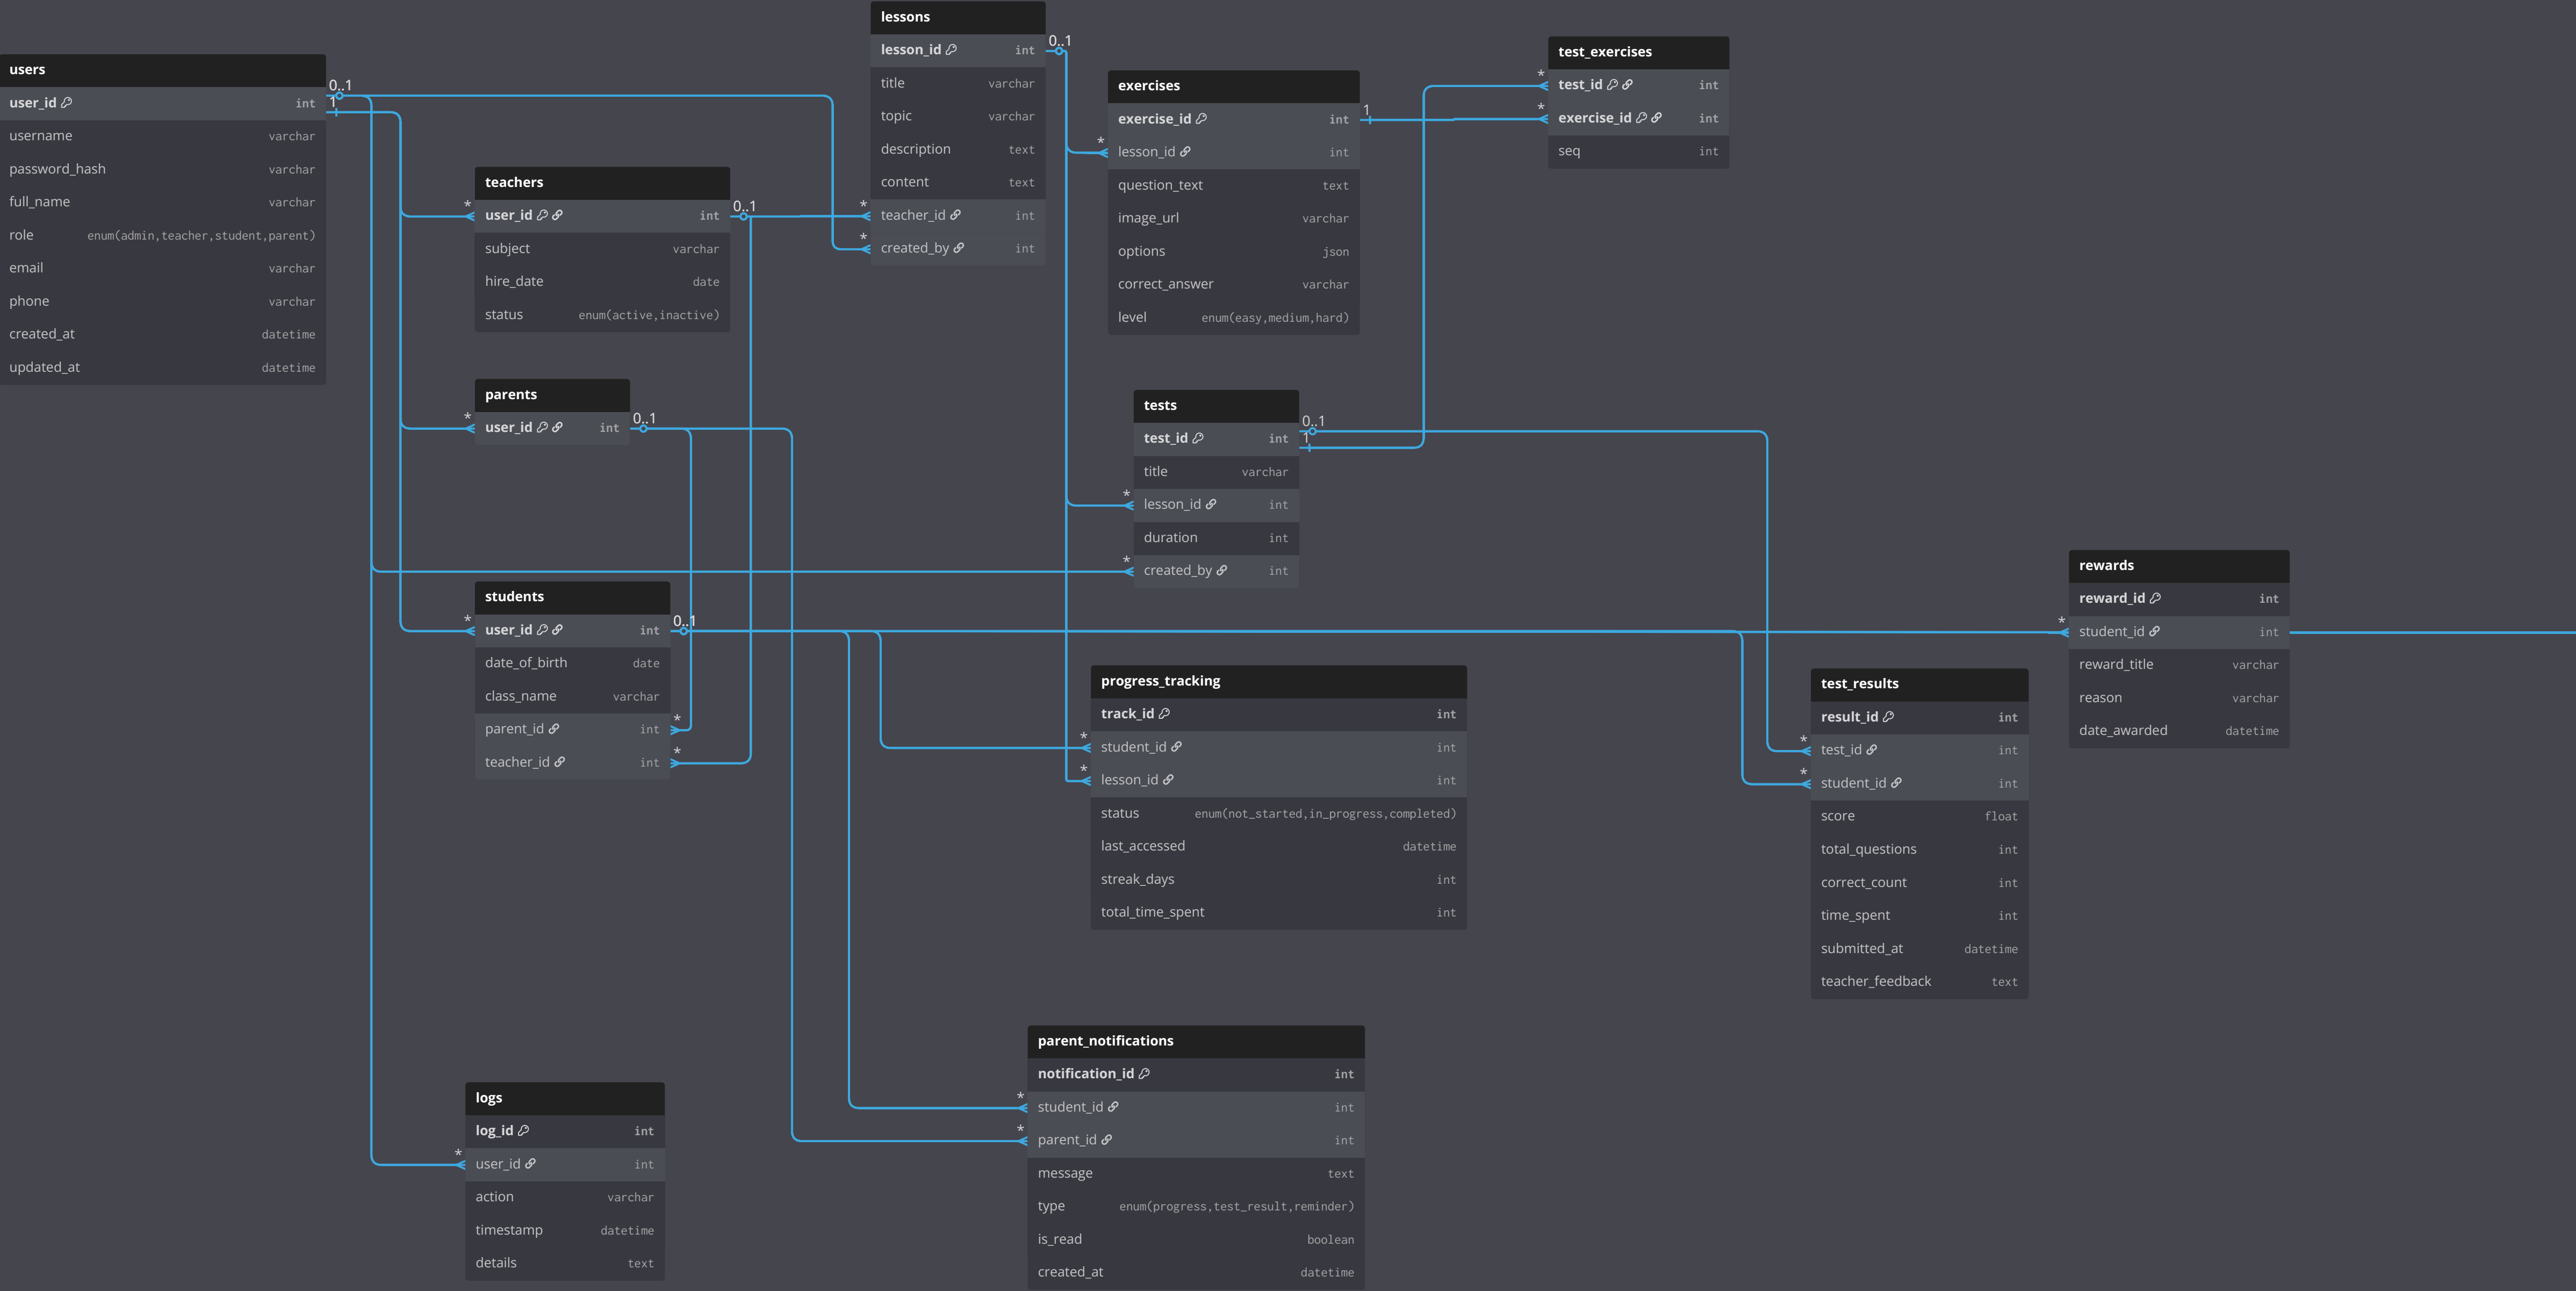 users
user_id int
username varchar
password_hash varchar
full_name varchar
role enum(admin,teacher,student,parent)
email varchar
phone varchar
created_at datetime
updated_at datetime
0..1
1
teachers
* user_id int 0..1
subject varchar
hire_date date
status enum(active,inactive)
parents
* user_id int 0..1
students
* user_id int 0..1
date_of_birth date
class_name varchar
parent_id int *
teacher_id int *
logs
log_id int
* user_id int
action varchar
timestamp datetime
details text
lessons
lesson_id int 0..1
title varchar
topic varchar
description text
content text
* teacher_id int
* created_by int
exercises
exercise_id int 1
* lesson_id int
question_text text
image_url varchar
options json
correct_answer varchar
level enum(easy,medium,hard)
tests
test_id int 0..1
1
title varchar
* lesson_id int
duration int
* created_by int
progress_tracking
track_id int
* student_id int
* lesson_id int
status enum(not_started,in_progress,completed)
last_accessed datetime
streak_days int
total_time_spent int
parent_notifications
notification_id int
* student_id int
* parent_id int
message text
type enum(progress,test_result,reminder)
is_read boolean
created_at datetime
test_exercises
* test_id int
* exercise_id int
seq int
test_results
result_id int
* test_id int
* student_id int
score float
total_questions int
correct_count int
time_spent int
submitted_at datetime
teacher_feedback text
rewards
reward_id int
* student_id int
reward_title varchar
reason varchar
date_awarded datetime